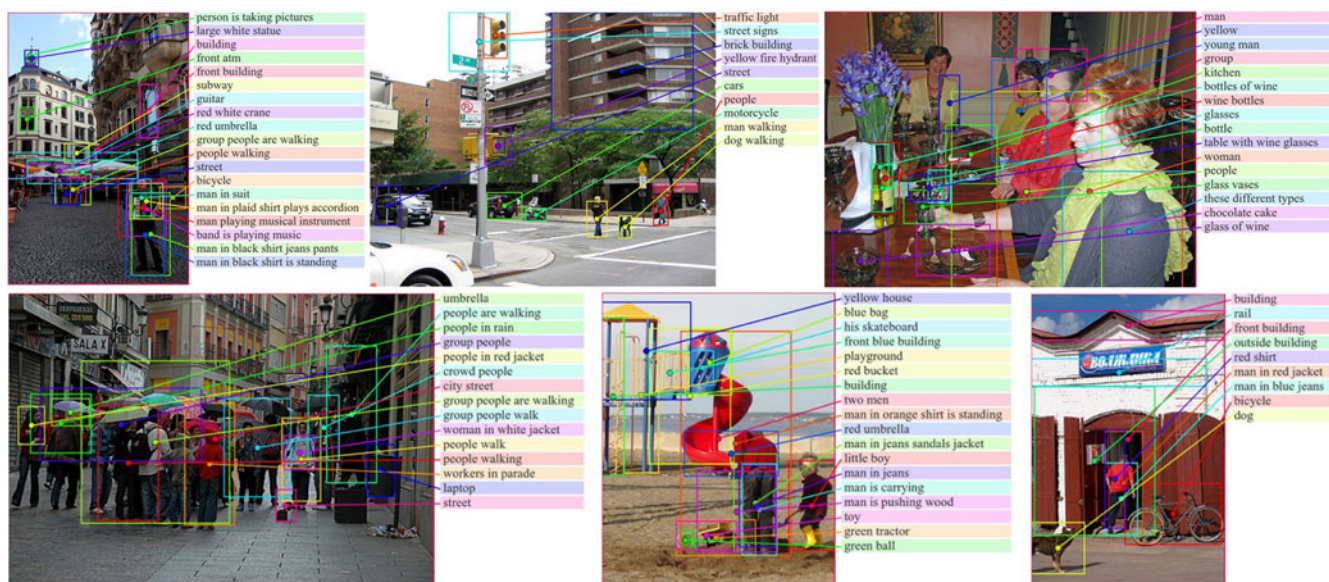 person is taking pictures
large white statue
building
front atm
front building
subway
guitar
red white crane
red umbrella
group people are walking
people walking
street
bicycle
man in suit
man in plaid shirt plays accordion
man playing musical instrument
band is playing music
man in black shirt jeans pants
man in black shirt is standing
traffic light
street signs
brick building
yellow fire hydrant
street
cars
people
motorcycle
man walking
dog walking
man
yellow
young man
group
kitchen
bottles of wine
wine bottles
glasses
bottle
table with wine glasses
woman
people
glass vases
these different types
chocolate cake
glass of wine
SALA X
umbrella
people are walking
people in rain
group people
people in red jacket
crowd people
city street
group people are walking
group people walk
woman in white jacket
people walk
people walking
workers in parade
laptop
street
yellow house
blue bag
his skateboard
front blue building
playground
red bucket
building
two men
man in orange shirt is standing
red umbrella
man in jeans sandals jacket
little boy
man in jeans
man is carrying
man is pushing wood
toy
green tractor
green ball
building
rail
front building
outside building
red shirt
man in red jacket
man in blue jeans
bicycle
dog